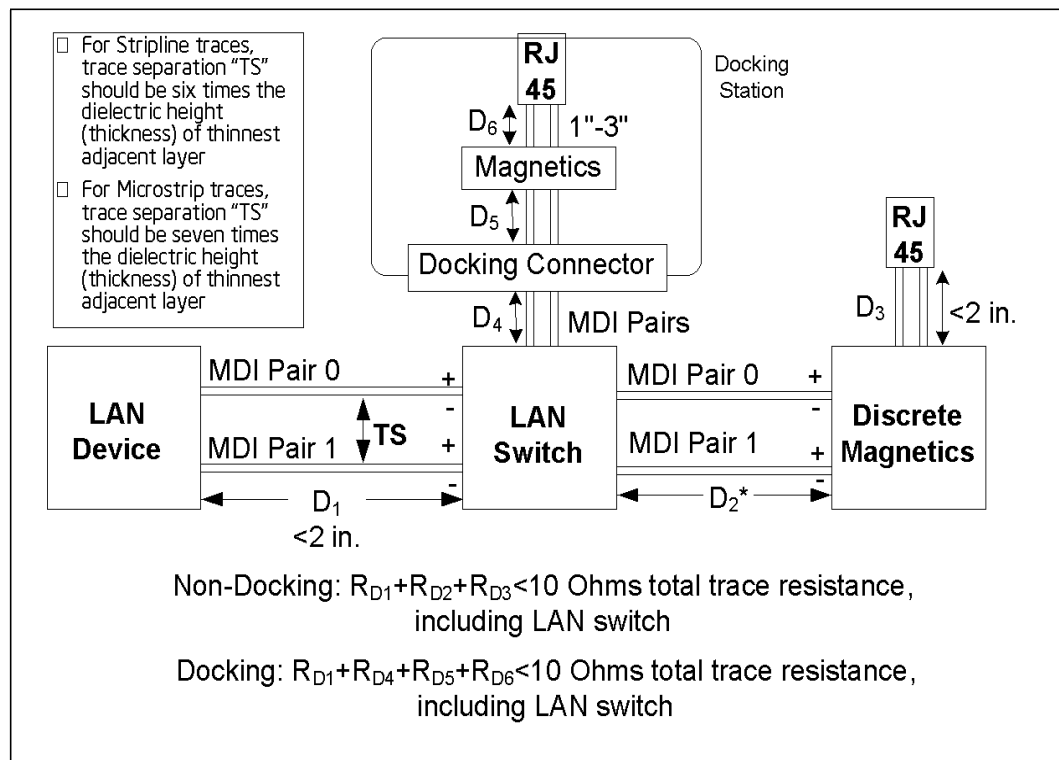 □ For Stripline traces,
trace separation “TS”
should be six times the
dielectric height
(thickness) of thinnest
adjacent layer
□ For Microstrip traces,
trace separation “TS”
should be seven times
the dielectric height
(thickness) of thinnest
adjacent layer
RJ
45
Docking
Station
D6
1"-3"
Magnetics
D5
Docking Connector
D4
MDI Pairs
RJ
45
D3
<2 in.
LAN
Device
MDI Pair 0
+
-
TS
MDI Pair 1
+
-
D1
<2 in.
LAN
Switch
MDI Pair 0
+
-
MDI Pair 1
+
-
D2*
Discrete
Magnetics
Non-Docking: RD1+RD2+RD3<10 Ohms total trace resistance,
including LAN switch
Docking: RD1+RD4+RD5+RD6<10 Ohms total trace resistance,
including LAN switch